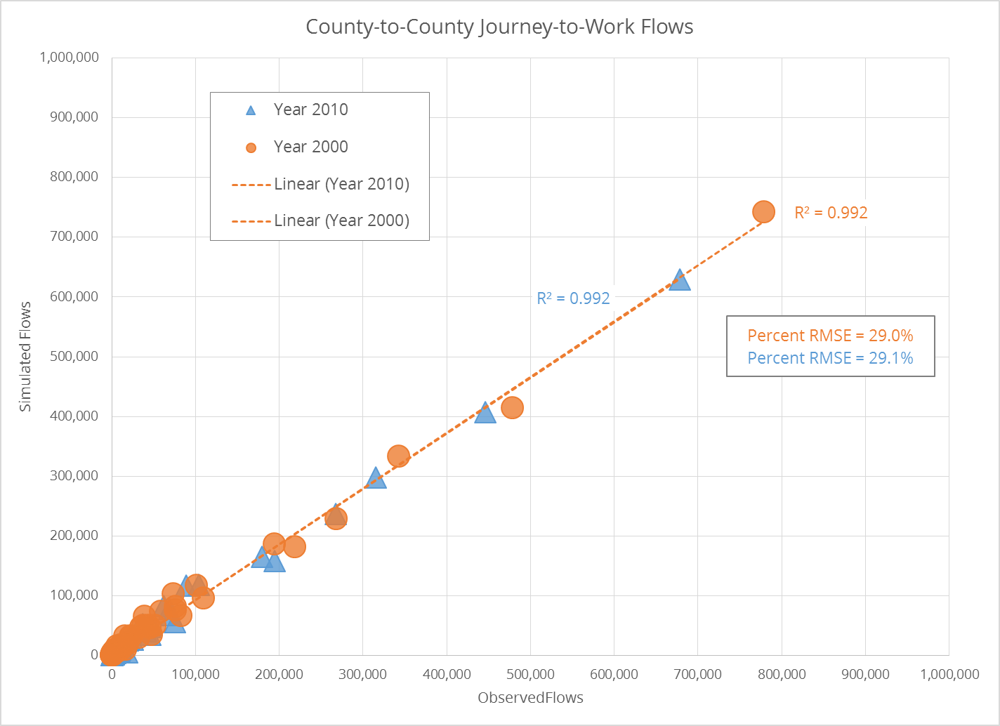 County-to-County Journey-to-Work Flows
1,000,000
900,000
800,000
700,000
600,000
500,000
400,000
300,000
200,000
100,000
0
Simulated Flows
Year 2010
Year 2000
Linear (Year 2010)
Linear (Year 2000)
R² = 0.992
R² = 0.992
Percent RMSE = 29.0%
Percent RMSE = 29.1%
0 100,000 200,000 300,000 400,000 500,000 600,000 700,000 800,000 900,000 1,000,000
ObservedFlows